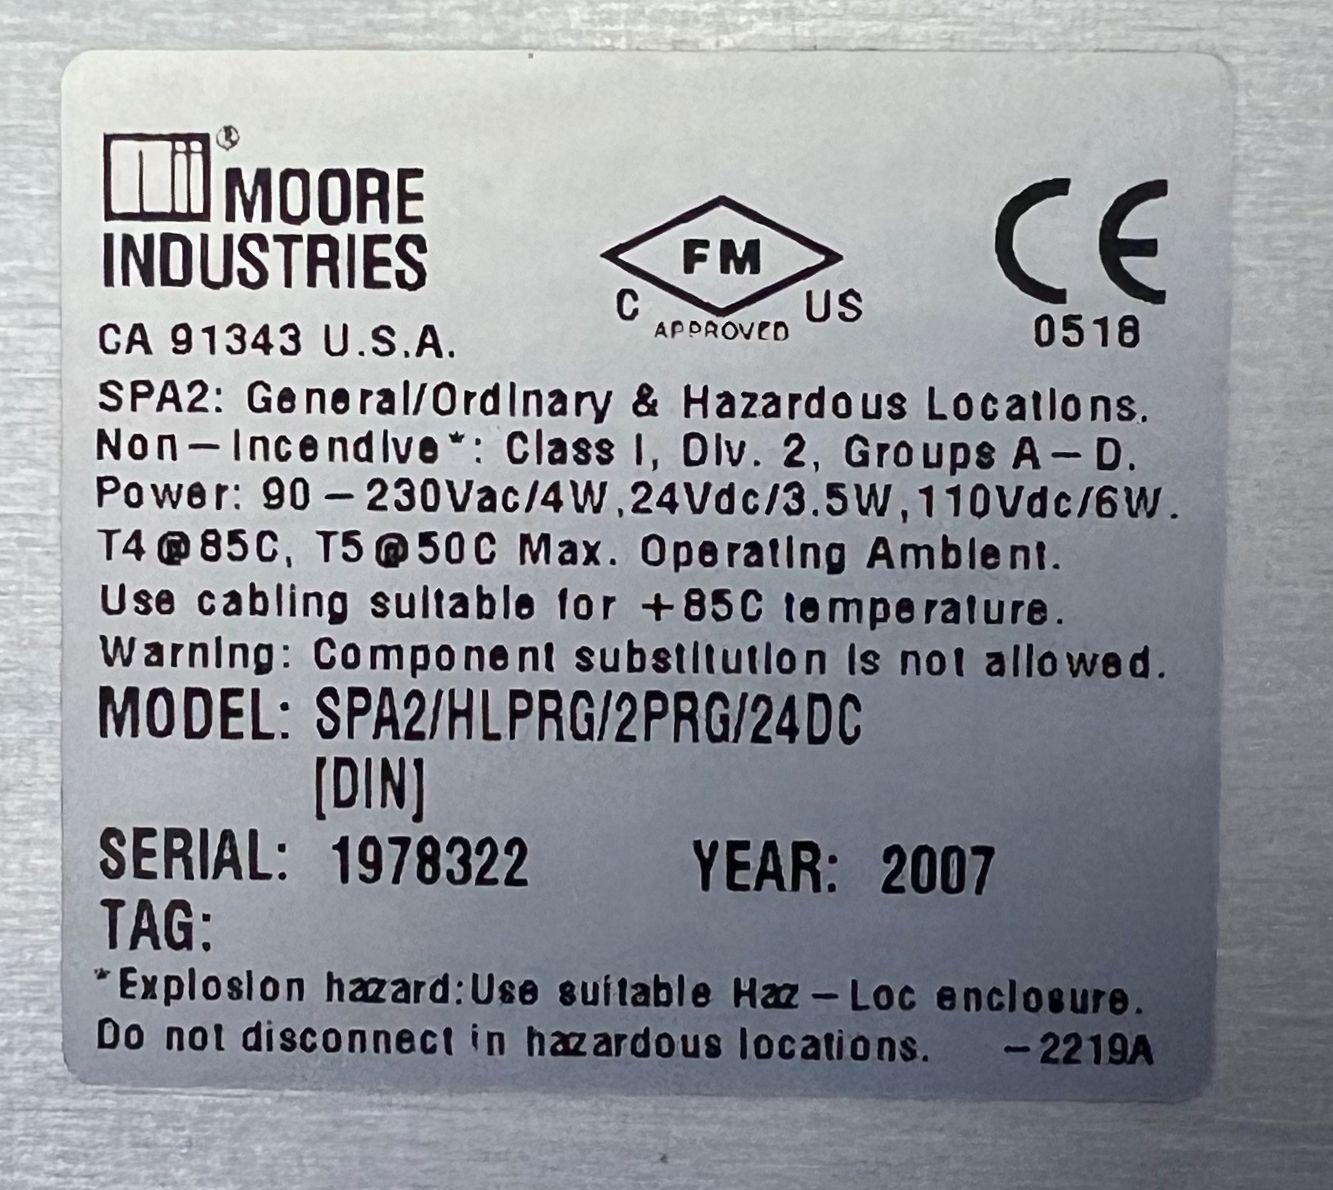 ® MOORE
INDUSTRIES
CA 91343 U.S.A.
FM
C US
APPROVED
CE
0518
SPA2: General/Ordinary & Hazardous Locations.
Non-Incendive*: Class I, Div. 2, Groups A-D.
Power: 90-230Vac/4W,24Vdc/3.5W,110Vdc/6W.
T4@85C, T5@50C Max. Operating Ambient.
Use cabling suitable for +85C temperature.
Warning: Component substitution is not allowed.
MODEL: SPA2/HLPRG/2PRG/24DC
[DIN]
SERIAL: 1978322 YEAR: 2007
TAG:
*Explosion hazard:Use suitable Haz-Loc enclosure.
Do not disconnect in hazardous locations. -2219A